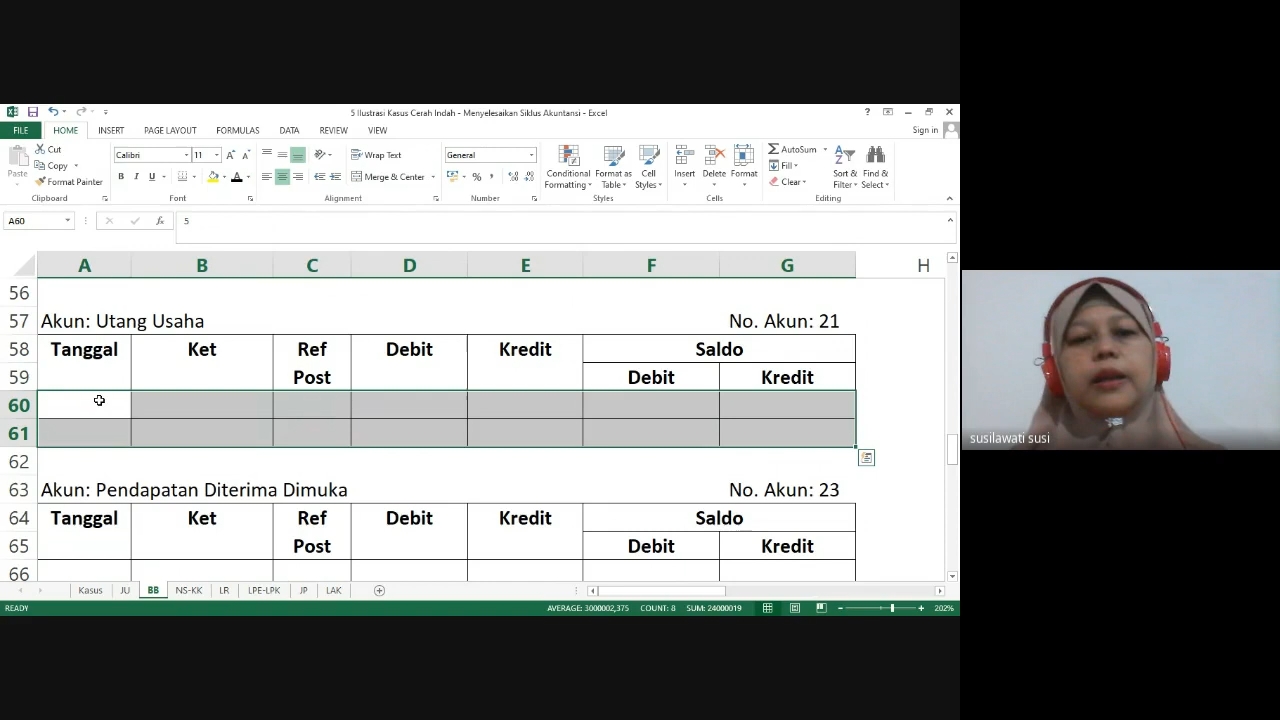 5 Ilustrasi Kasus Cerah Indah - Menyelesaikan Siklus Akuntansi - Excel
FILE HOME INSERT PAGE LAYOUT FORMULAS DATA REVIEW VIEW Sign in
Paste Cut Copy Format Painter
Calibri 11
B I U A
Wrap Text
Merge & Center
General
Conditional Formatting Format as Table Cell Styles
Insert Delete Format
AutoSum Fill Clear
Sort & Filter Find & Select
Clipboard Font Alignment Number Styles Cells Editing
A60 fx 5
A B C D E F G H
56
57 Akun: Utang Usaha No. Akun: 21
58 Tanggal Ket Ref Debit Kredit Saldo
59 Post Debit Kredit
60
61
62
63 Akun: Pendapatan Diterima Dimuka No. Akun: 23
64 Tanggal Ket Ref Debit Kredit Saldo
65 Post Debit Kredit
66
Kasus JU BB NS-KK LR LPE-LPK JP LAK
READY AVERAGE: 3000002,375 COUNT: 8 SUM: 24000019 202%
susilawati susi